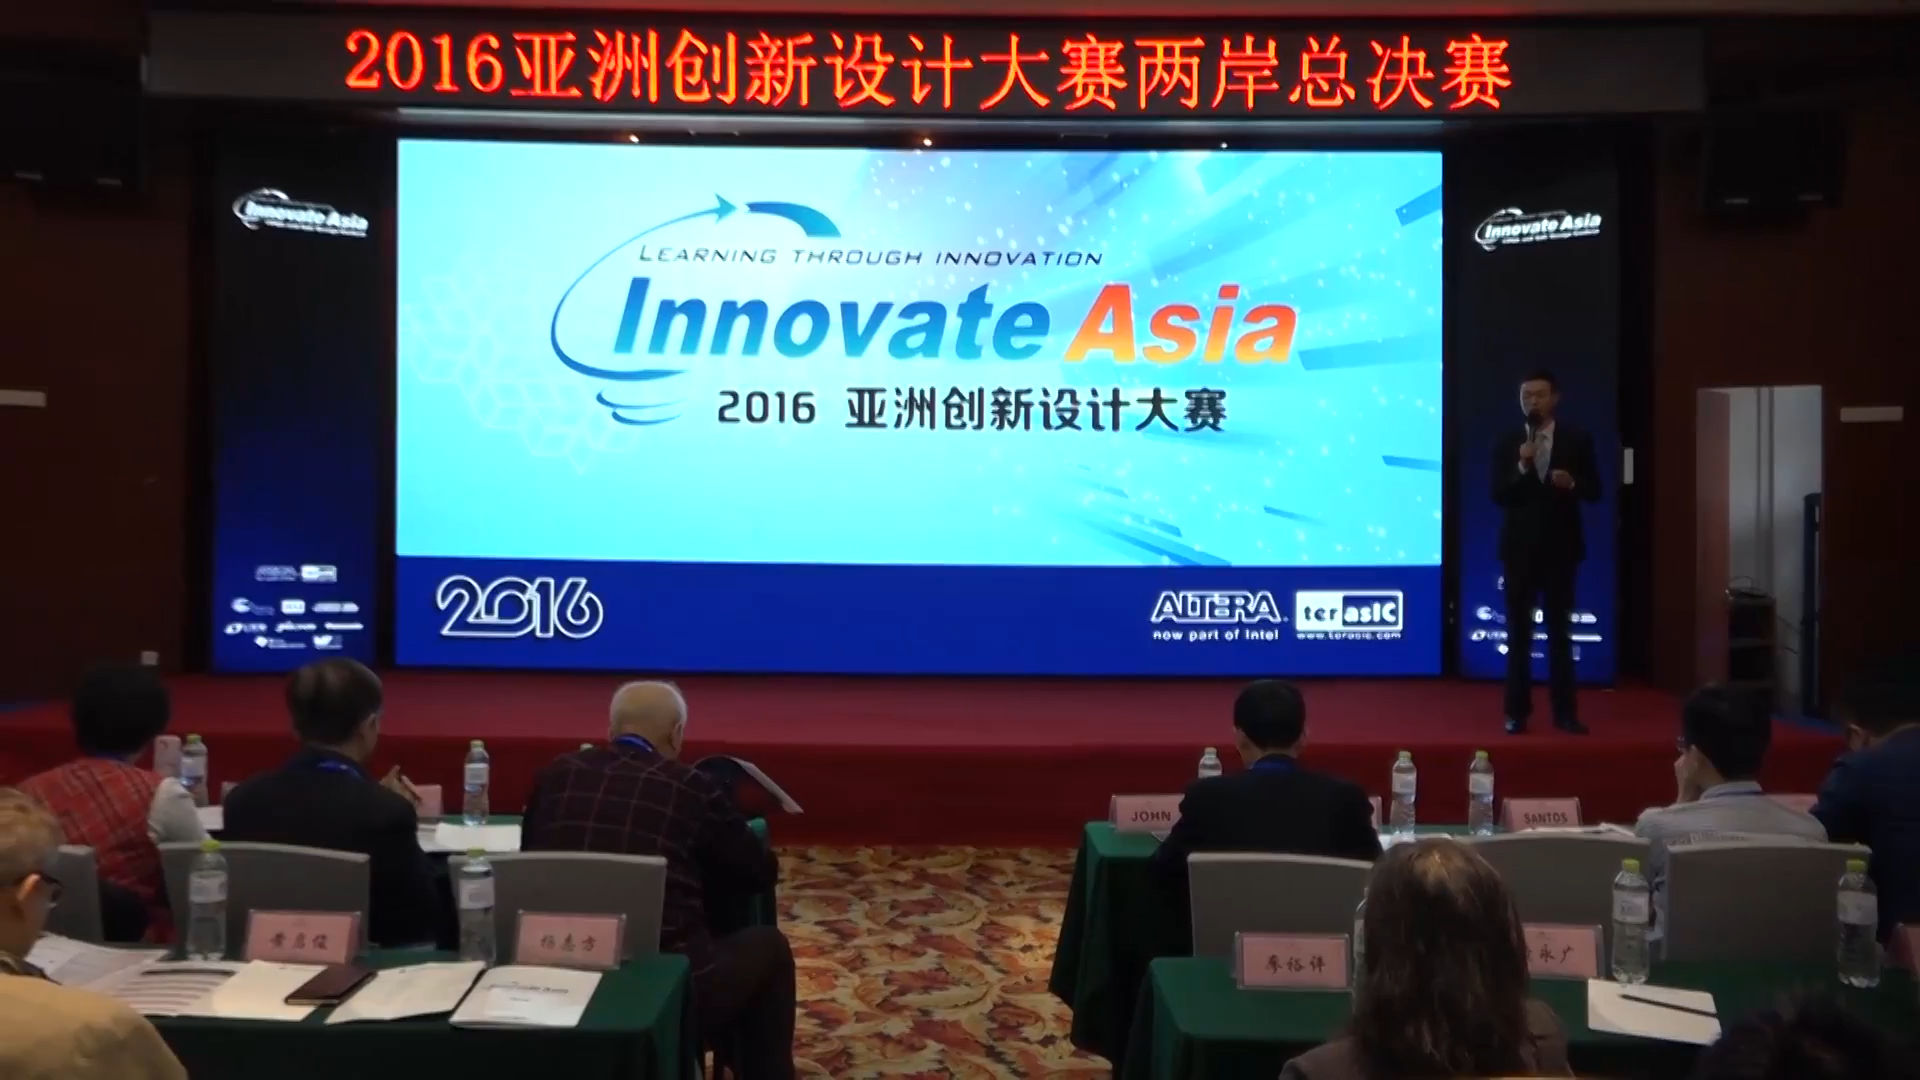 2016亚洲创新设计大赛两岸总决赛
Innovate Asia
Innovate Asia
LEARNING THROUGH INNOVATION
Innovate Asia
2016 亚洲创新设计大赛
2016
ALTERA
now part of Intel
terasIC
www.terasic.com
JOHN
SANTOS
Innovate Asia